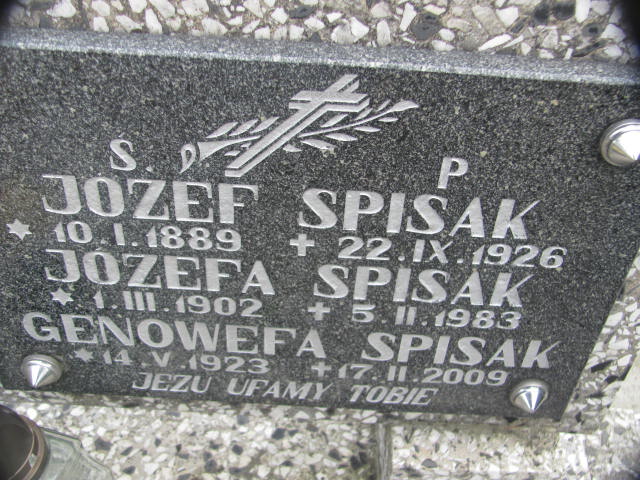 S. P
JOZEF SPISAK
* 10.I.1889 + 22.IX.1926
JOZEFA SPISAK
* 1.III.1902 + 5.II.1983
GENOWEFA SPISAK
* 14.V.1923 +17.II.2009
JEZU UFAMY TOBIE